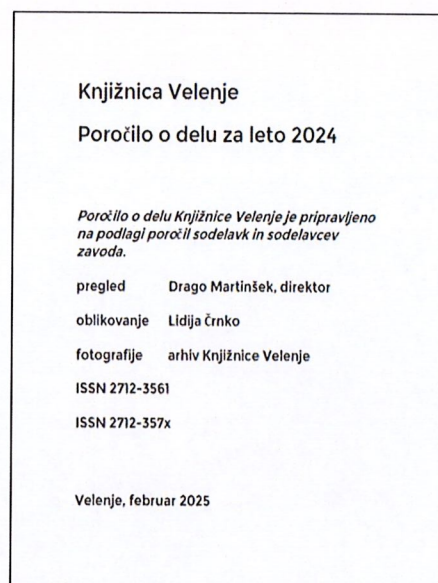 Knjižnica Velenje
Poročilo o delu za leto 2024
Poročilo o delu Knjižnice Velenje je pripravljeno
na podlagi poročil sodelavk in sodelavcev
zavoda.
pregled Drago Martinšek, direktor
oblikovanje Lidija Črnko
fotografije arhiv Knjižnice Velenje
ISSN 2712-3561
ISSN 2712-357x
Velenje, februar 2025